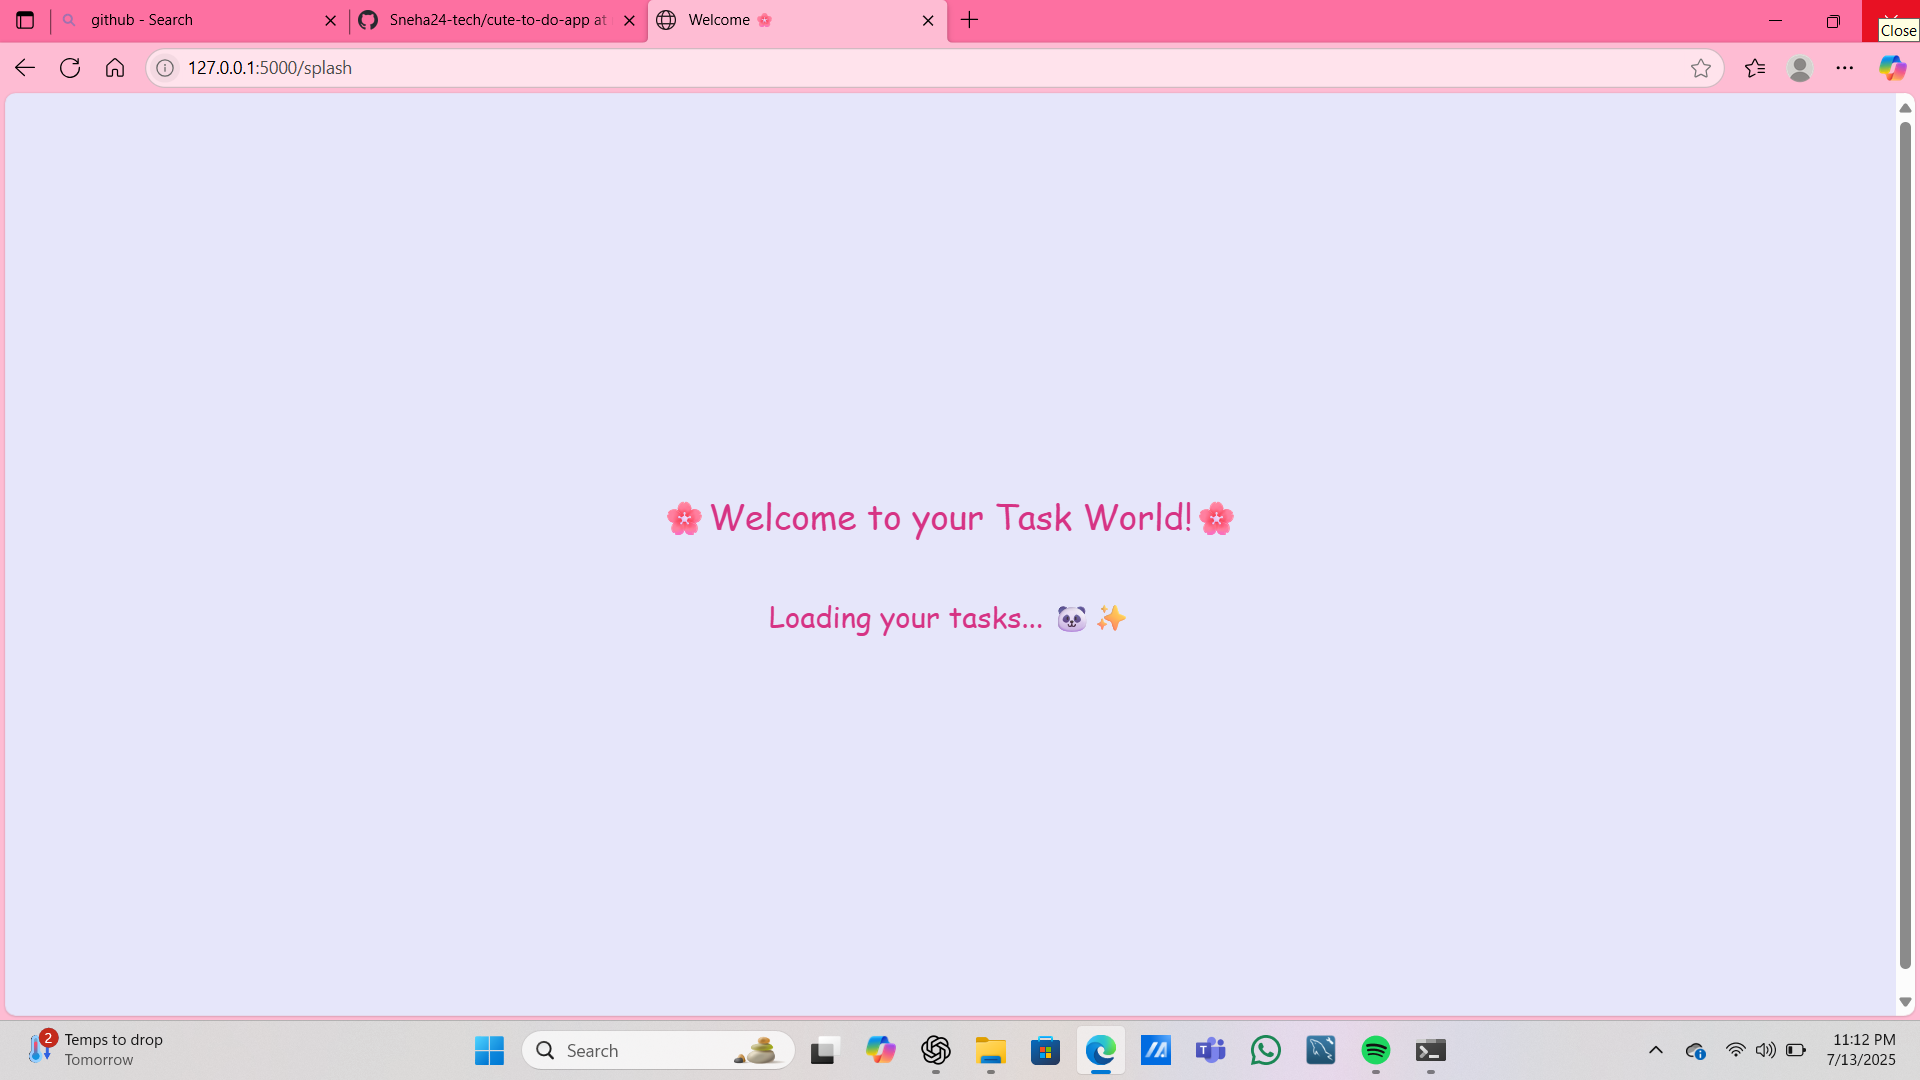 github - Search
Sneha24-tech/cute-to-do-app at
Welcome 🌸
Close
127.0.0.1:5000/splash
🌸 Welcome to your Task World! 🌸
Loading your tasks... 🐼 ✨
2
Temps to drop
Tomorrow
Search
11:12 PM
7/13/2025